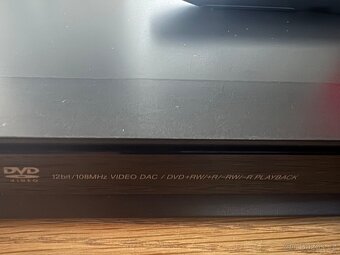 DVD
VIDEO
12bit/108MHz VIDEO DAC / DVD+RW/+R/-RW/-R PLAYBACK